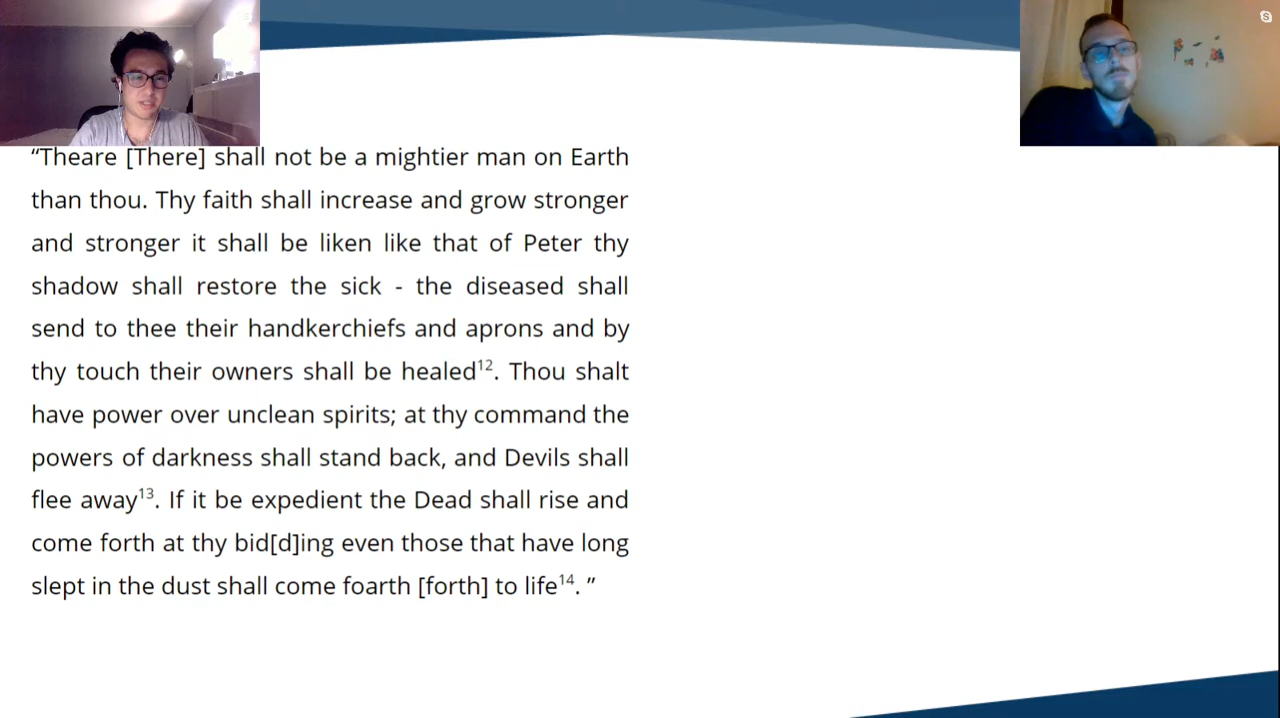 “Theare [There] shall not be a mightier man on Earth
than thou. Thy faith shall increase and grow stronger
and stronger it shall be liken like that of Peter thy
shadow shall restore the sick - the diseased shall
send to thee their handkerchiefs and aprons and by
thy touch their owners shall be healed¹². Thou shalt
have power over unclean spirits; at thy command the
powers of darkness shall stand back, and Devils shall
flee away¹³. If it be expedient the Dead shall rise and
come forth at thy bid[d]ing even those that have long
slept in the dust shall come foarth [forth] to life¹⁴. ”